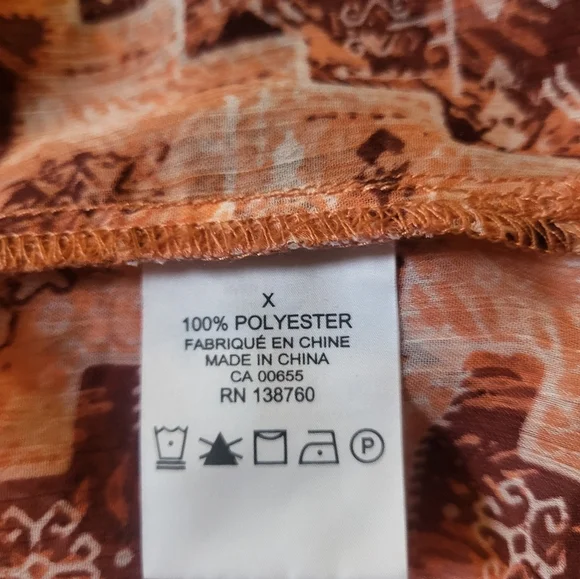 X
100% POLYESTER
FABRIQUÉ EN CHINE
MADE IN CHINA
CA 00655
RN 138760
P